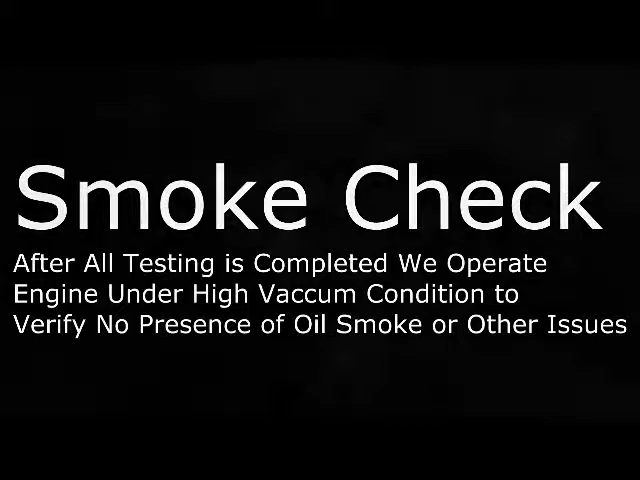 Smoke Check
After All Testing is Completed We Operate
Engine Under High Vaccum Condition to
Verify No Presence of Oil Smoke or Other Issues